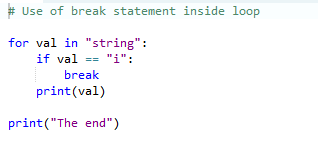 # Use of break statement inside loop

for val in "string":
    if val == "i":
        break
    print(val)

print("The end")